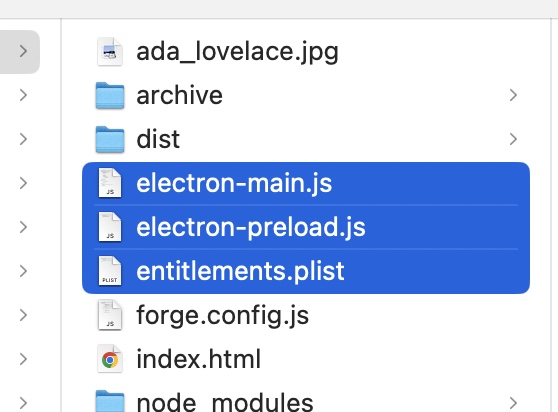 ada_lovelace.jpg
archive
dist
electron-main.js
electron-preload.js
entitlements.plist
forge.config.js
index.html
node_modules